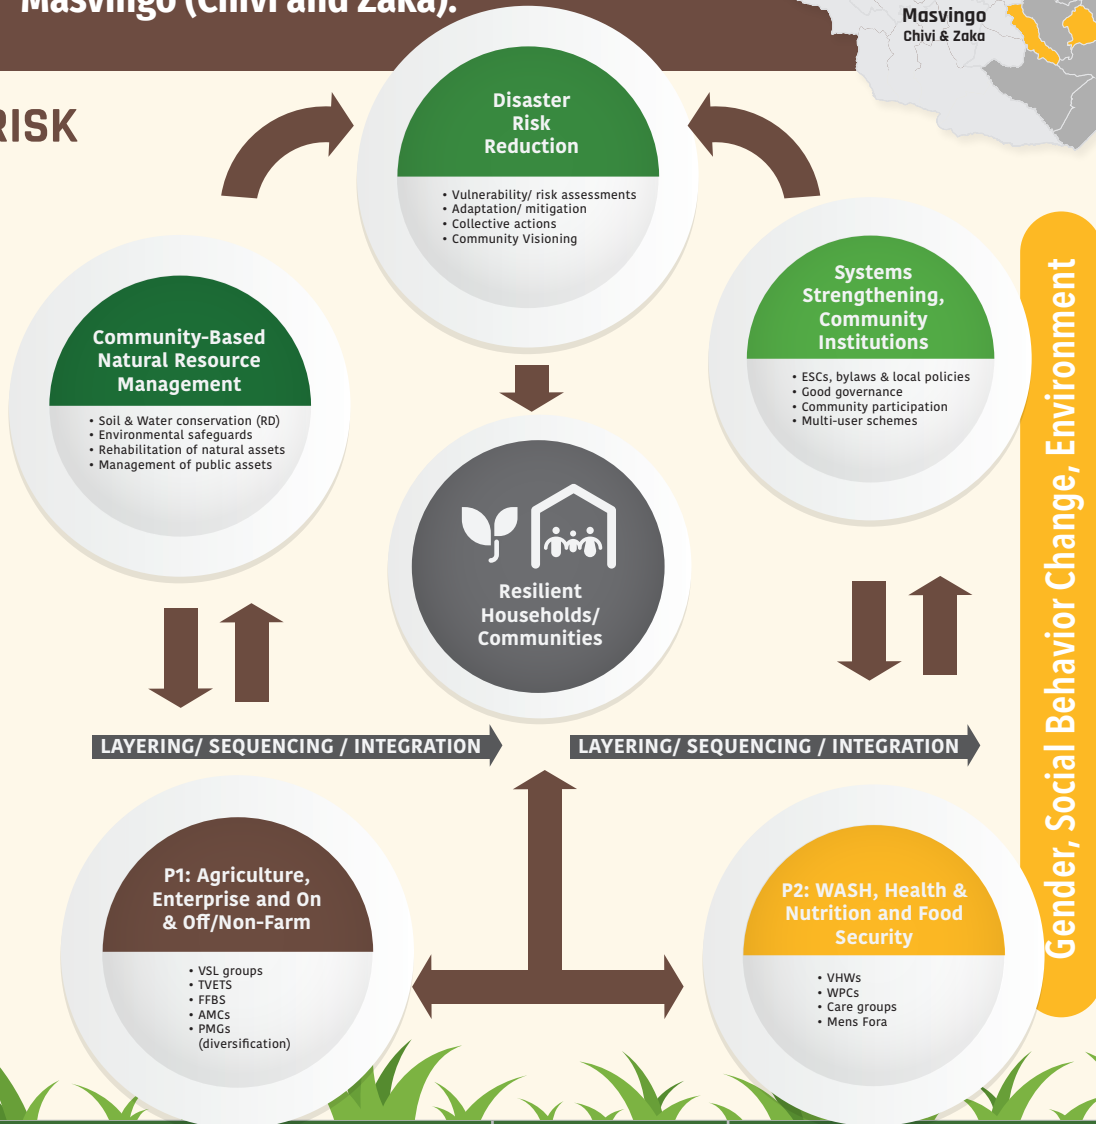 Masvingo (Chivi and Zaka).
Masvingo
Chivi & Zaka
RISK
Disaster
Risk
Reduction
• Vulnerability/ risk assessments
• Adaptation/ mitigation
• Collective actions
• Community Visioning
Systems
Strengthening,
Community
Institutions
• ESCs, bylaws & local policies
• Good governance
• Community participation
• Multi-user schemes
Community-Based
Natural Resource
Management
• Soil & Water conservation (RD)
• Environmental safeguards
• Rehabilitation of natural assets
• Management of public assets
Resilient
Households/
Communities
Gender, Social Behavior Change, Environment
LAYERING/ SEQUENCING / INTEGRATION
LAYERING/ SEQUENCING / INTEGRATION
P1: Agriculture,
Enterprise and On
& Off/Non-Farm
• VSL groups
• TVETS
• FFBS
• AMCs
• PMGs
(diversification)
P2: WASH, Health &
Nutrition and Food
Security
• VHWs
• WPCs
• Care groups
• Mens Fora